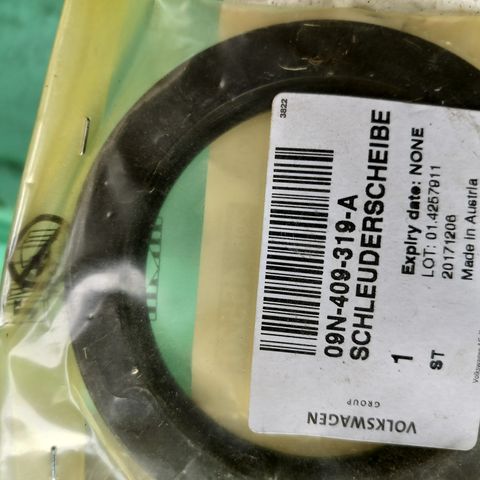 3822
09N-409-319-A
SCHLEUDERSCHEIBE
Expiry date: NONE
LOT: 01.4257911
20171206
Made in Austria
1
ST
VOLKSWAGEN
GROUP